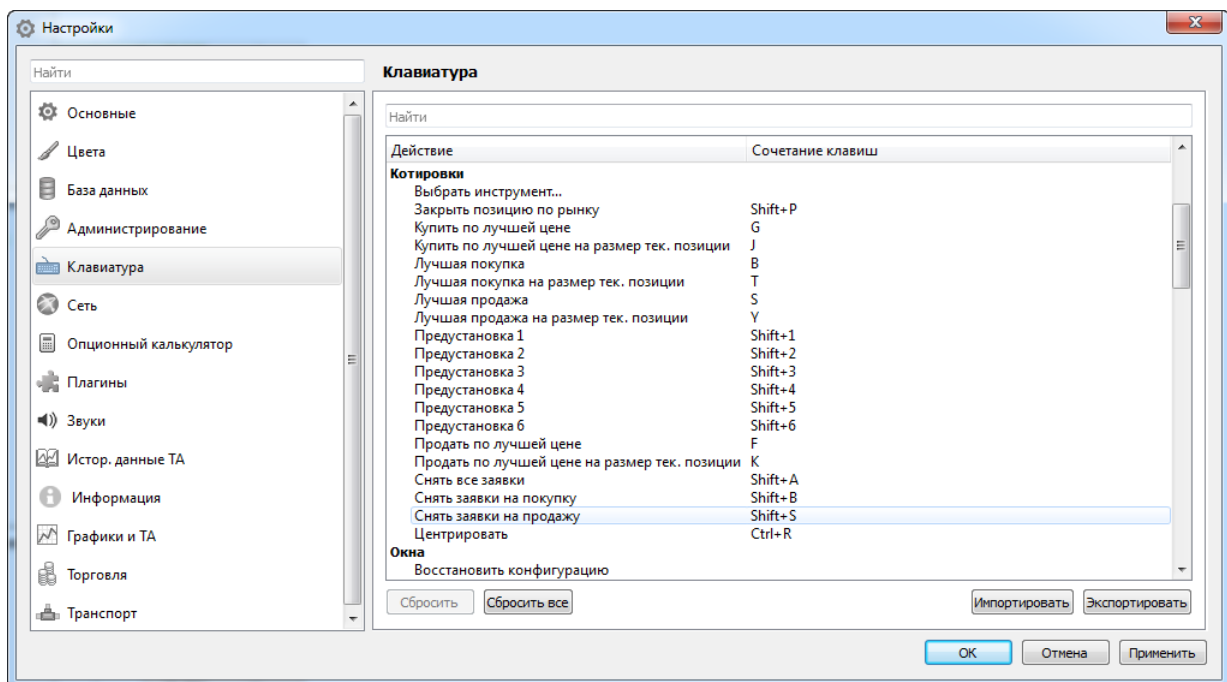 Настройки
Найти
Основные
Цвета
База данных
Администрирование
Клавиатура
Сеть
Опционный калькулятор
Плагины
Звуки
Истор. данные ТА
Информация
Графики и ТА
Торговля
Транспорт
Клавиатура
Найти
Действие Сочетание клавиш
Котировки
Выбрать инструмент...
Закрыть позицию по рынку Shift+P
Купить по лучшей цене G
Купить по лучшей цене на размер тек. позиции J
Лучшая покупка B
Лучшая покупка на размер тек. позиции T
Лучшая продажа S
Лучшая продажа на размер тек. позиции Y
Предустановка 1 Shift+1
Предустановка 2 Shift+2
Предустановка 3 Shift+3
Предустановка 4 Shift+4
Предустановка 5 Shift+5
Предустановка 6 Shift+6
Продать по лучшей цене F
Продать по лучшей цене на размер тек. позиции K
Снять все заявки Shift+A
Снять заявки на покупку Shift+B
Снять заявки на продажу Shift+S
Центрировать Ctrl+R
Окна
Восстановить конфигурацию
Сбросить Сбросить все Импортировать Экспортировать
OK Отмена Применить